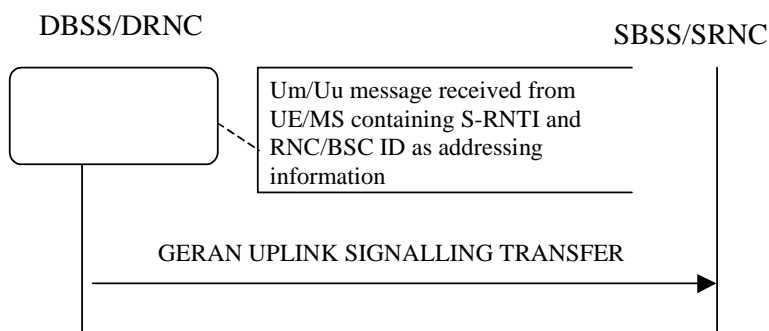 DBSS/DRNC
SBSS/SRNC
Um/Uu message received from
UE/MS containing S-RNTI and
RNC/BSC ID as addressing
information
GERAN UPLINK SIGNALLING TRANSFER